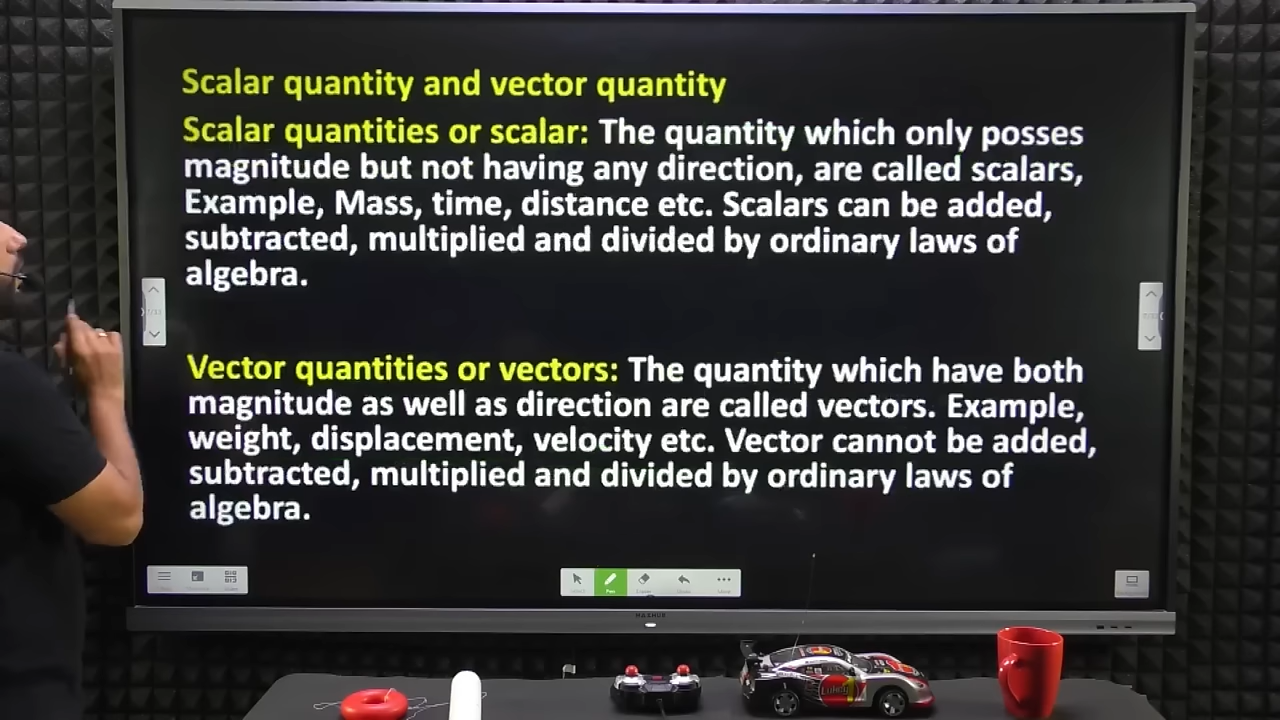 Scalar quantity and vector quantity
Scalar quantities or scalar: The quantity which only posses
magnitude but not having any direction, are called scalars,
Example, Mass, time, distance etc. Scalars can be added,
subtracted, multiplied and divided by ordinary laws of
algebra.
Vector quantities or vectors: The quantity which have both
magnitude as well as direction are called vectors. Example,
weight, displacement, velocity etc. Vector cannot be added,
subtracted, multiplied and divided by ordinary laws of
algebra.
Pen
MAXHUB